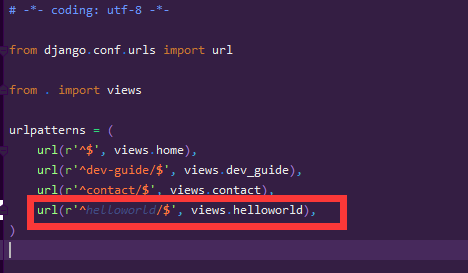 # -*- coding: utf-8 -*-
from django.conf.urls import url
from . import views
urlpatterns = (
url(r'^$', views.home),
url(r'^dev-guide/$', views.dev_guide),
url(r'^contact/$', views.contact),
url(r'^helloworld/$', views.helloworld),
)